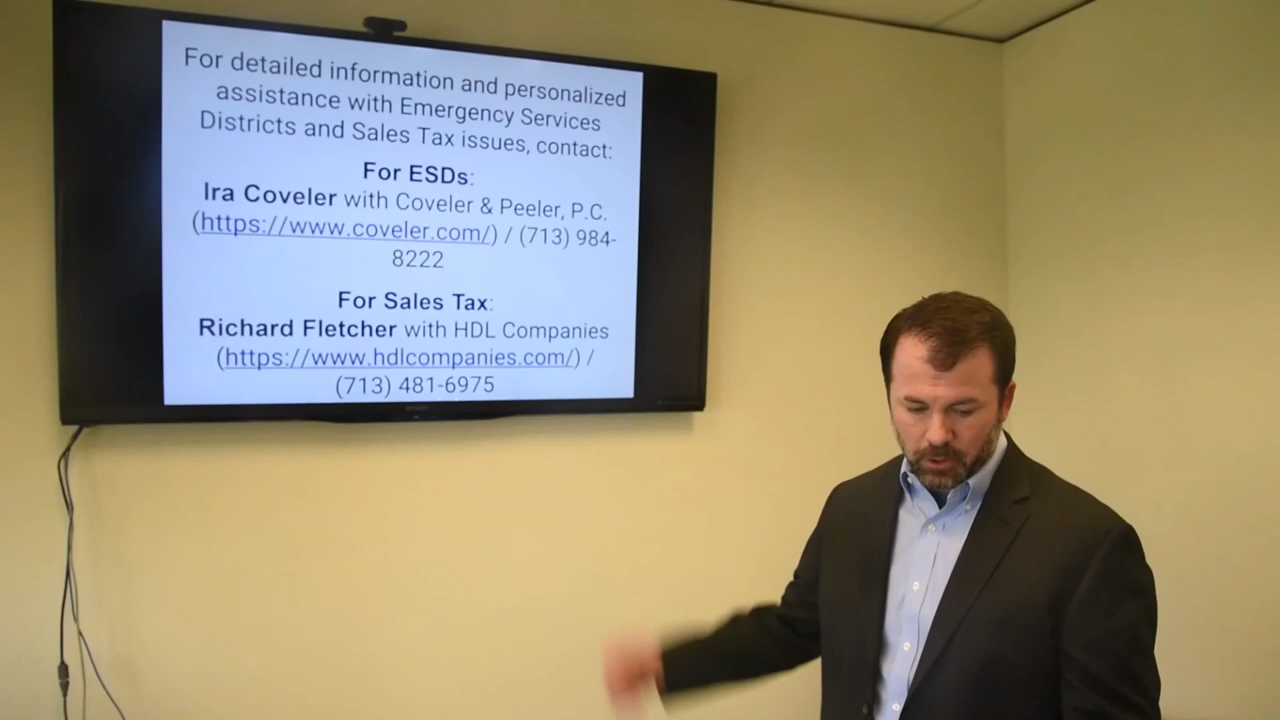 For detailed information and personalized
assistance with Emergency Services
Districts and Sales Tax issues, contact:
For ESDs:
Ira Coveler with Coveler & Peeler, P.C.
(https://www.coveler.com/) / (713) 984-
8222
For Sales Tax:
Richard Fletcher with HDL Companies
(https://www.hdlcompanies.com/) /
(713) 481-6975